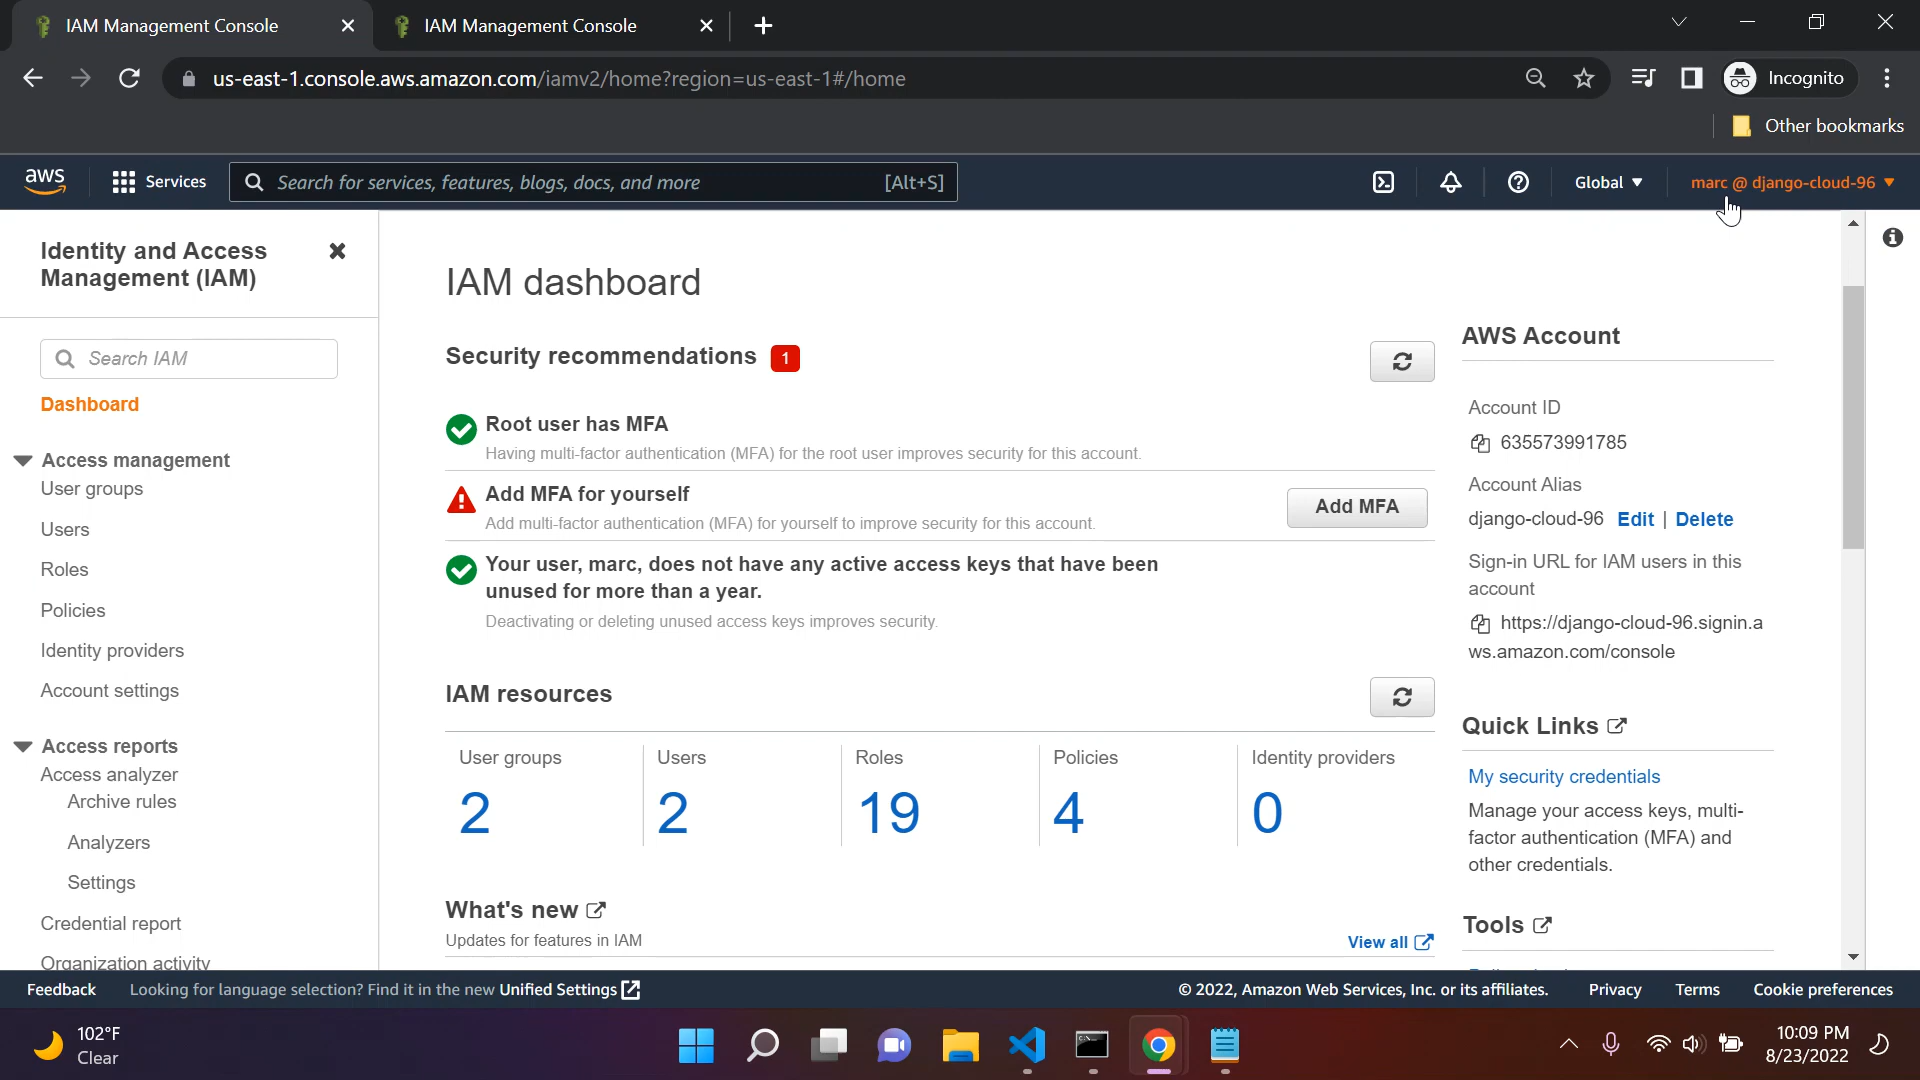 IAM Management Console
IAM Management Console
us-east-1.console.aws.amazon.com/iamv2/home?region=us-east-1#/home
Incognito
Other bookmarks
aws
Services
Search for services, features, blogs, docs, and more
[Alt+S]
Global
marc @ django-cloud-96
Identity and Access
Management (IAM)
Search IAM
Dashboard
Access management
User groups
Users
Roles
Policies
Identity providers
Account settings
Access reports
Access analyzer
Archive rules
Analyzers
Settings
Credential report
Organization activity
IAM dashboard
Security recommendations 1
Root user has MFA
Having multi-factor authentication (MFA) for the root user improves security for this account.
Add MFA for yourself
Add multi-factor authentication (MFA) for yourself to improve security for this account.
Add MFA
Your user, marc, does not have any active access keys that have been
unused for more than a year.
Deactivating or deleting unused access keys improves security.
IAM resources
User groups
Users
Roles
Policies
Identity providers
2
2
19
4
0
What's new
Updates for features in IAM
View all
AWS Account
Account ID
635573991785
Account Alias
django-cloud-96 Edit | Delete
Sign-in URL for IAM users in this
account
https://django-cloud-96.signin.a
ws.amazon.com/console
Quick Links
My security credentials
Manage your access keys, multi-
factor authentication (MFA) and
other credentials.
Tools
Feedback
Looking for language selection? Find it in the new Unified Settings
© 2022, Amazon Web Services, Inc. or its affiliates.
Privacy
Terms
Cookie preferences
102°F
Clear
10:09 PM
8/23/2022